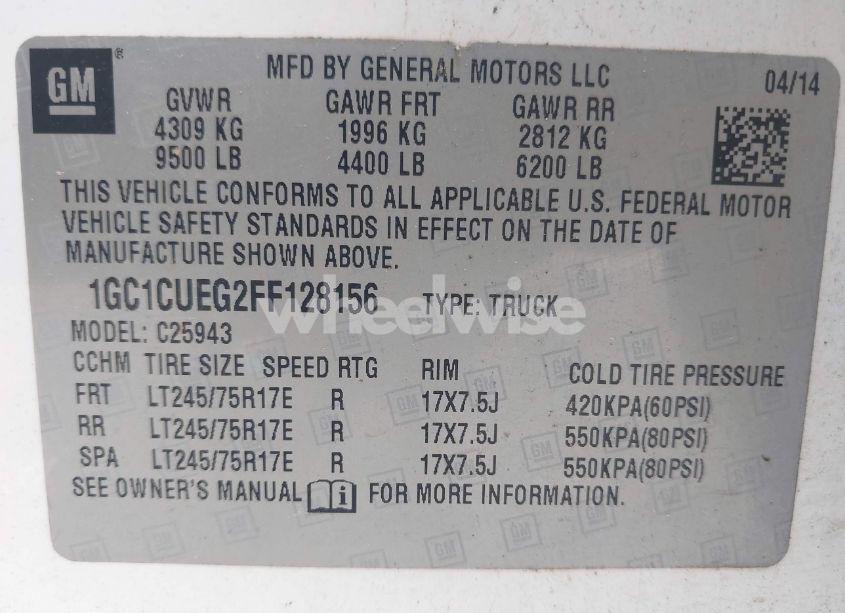 GM ®
MFD BY GENERAL MOTORS LLC 04/14
GVWR GAWR FRT GAWR RR
4309 KG 1996 KG 2812 KG
9500 LB 4400 LB 6200 LB
THIS VEHICLE CONFORMS TO ALL APPLICABLE U.S. FEDERAL MOTOR
VEHICLE SAFETY STANDARDS IN EFFECT ON THE DATE OF
MANUFACTURE SHOWN ABOVE.
1GC1CUEG2FF128156 TYPE: TRUCK
wheelwise
MODEL: C25943
CCHM TIRE SIZE SPEED RTG RIM COLD TIRE PRESSURE
FRT LT245/75R17E R 17X7.5J 420KPA(60PSI)
RR LT245/75R17E R 17X7.5J 550KPA(80PSI)
SPA LT245/75R17E R 17X7.5J 550KPA(80PSI)
SEE OWNER'S MANUAL i FOR MORE INFORMATION.